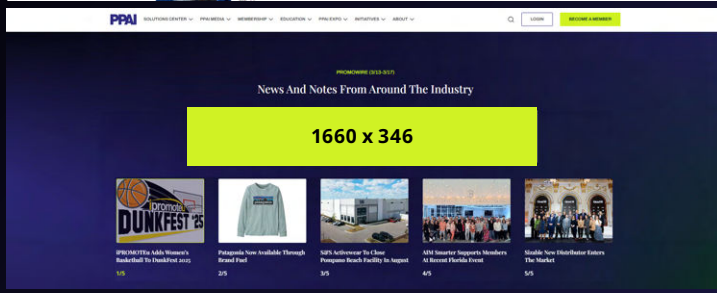 PPAI
SOLUTIONS CENTER
PPAI MEDIA
MEMBERSHIP
EDUCATION
PPAI EXPO
INITIATIVES
ABOUT
LOGIN
BECOME A MEMBER
PROMOWIRE (3/13-3/17)
News And Notes From Around The Industry
1660 x 346
ipromote
DUNKFEST '25
iPROMOTEu Adds Women's
Basketball To DunkFest 2025
1/5
Patagonia Now Available Through
Brand Fuel
2/5
SJFS Activewear To Close
Pompano Beach Facility In August
3/5
AIM Smarter Supports Members
At Recent Florida Event
4/5
Sizable New Distributor Enters
The Market
5/5